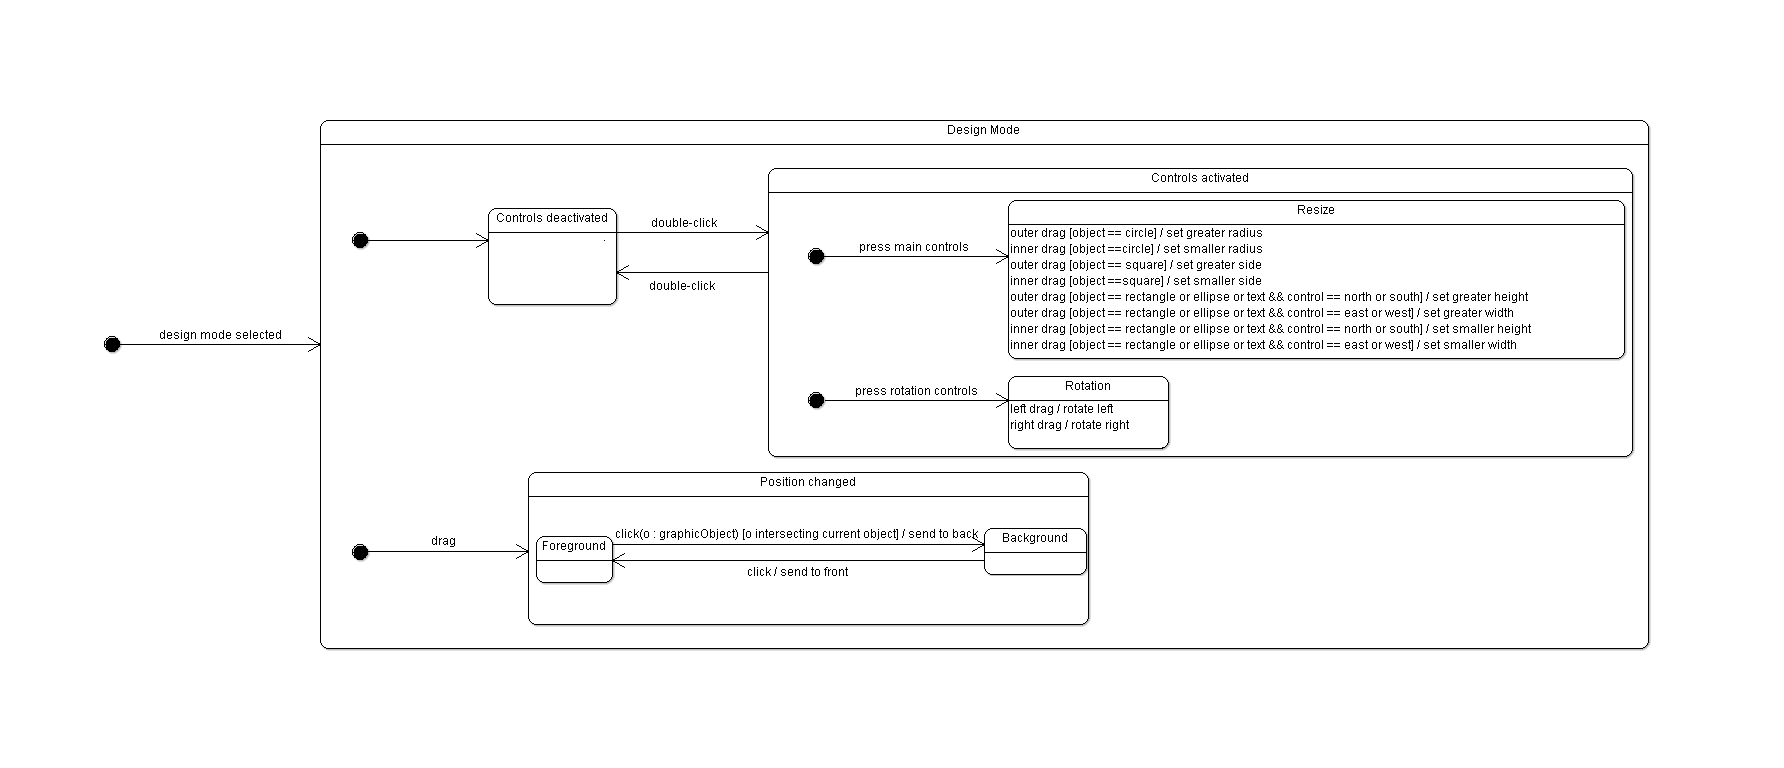 Design Mode
Controls activated
Controls deactivated
double-click
double-click
Resize
press main controls
outer drag [object == circle] / set greater radius
inner drag [object ==circle] / set smaller radius
outer drag [object == square] / set greater side
inner drag [object ==square] / set smaller side
outer drag [object == rectangle or ellipse or text && control == north or south] / set greater height
outer drag [object == rectangle or ellipse or text && control == east or west] / set greater width
inner drag [object == rectangle or ellipse or text && control == north or south] / set smaller height
inner drag [object == rectangle or ellipse or text && control == east or west] / set smaller width
design mode selected
press rotation controls
Rotation
left drag / rotate left
right drag / rotate right
Position changed
drag
Foreground
click(o : graphicObject) [o intersecting current object] / send to back
Background
click / send to front